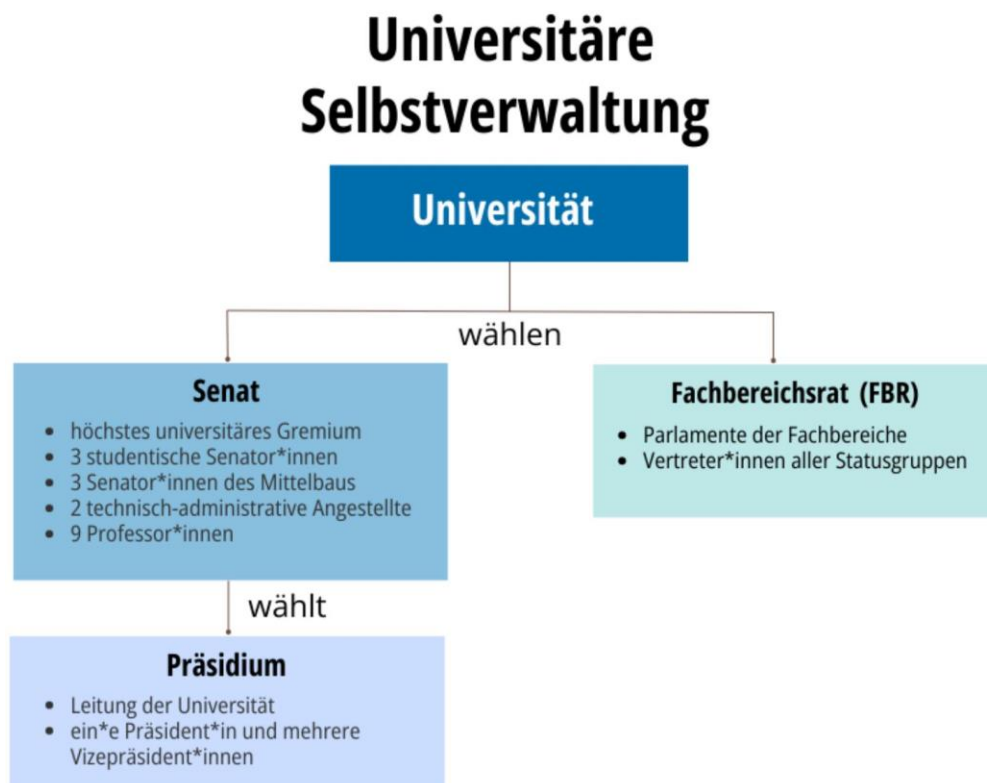 Universitäre
Selbstverwaltung
Universität
wählen
Senat
• höchstes universitäres Gremium
• 3 studentische Senator*innen
• 3 Senator*innen des Mittelbaus
• 2 technisch-administrative Angestellte
• 9 Professor*innen
Fachbereichsrat (FBR)
• Parlamente der Fachbereiche
• Vertreter*innen aller Statusgruppen
wählt
Präsidium
• Leitung der Universität
• ein*e Präsident*in und mehrere
Vizepräsident*innen